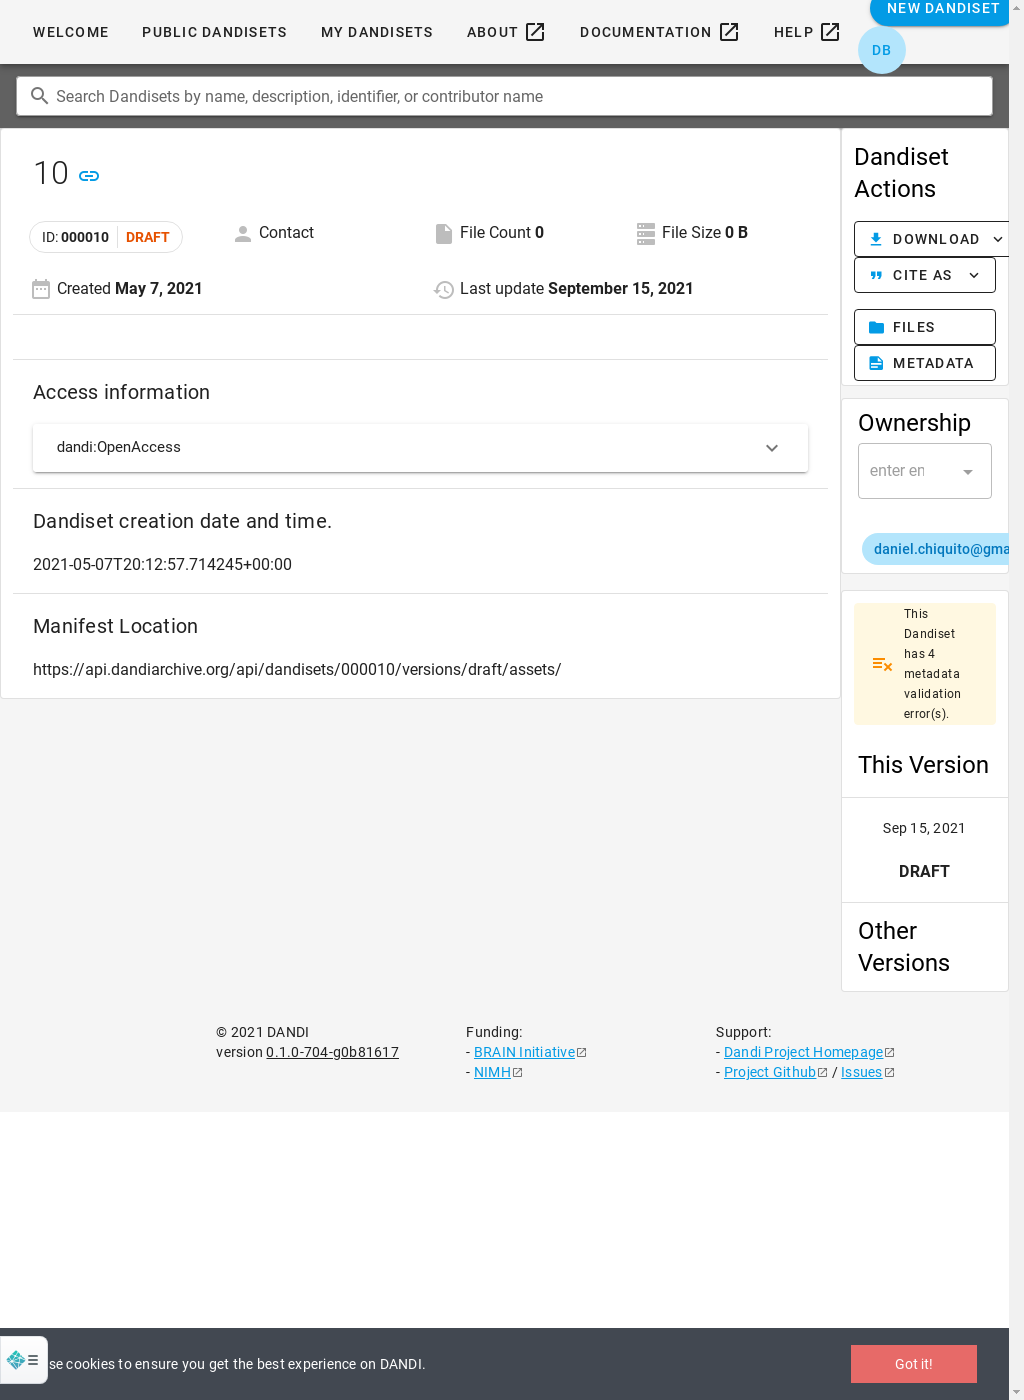 NEW DANDISET
WELCOME PUBLIC DANDISETS MY DANDISETS ABOUT DOCUMENTATION HELP
DB
Search Dandisets by name, description, identifier, or contributor name
10
ID: 000010 DRAFT
Contact
File Count 0
File Size 0 B
Created May 7, 2021
Last update September 15, 2021
Access information
dandi:OpenAccess
Dandiset creation date and time.
2021-05-07T20:12:57.714245+00:00
Manifest Location
https://api.dandiarchive.org/api/dandisets/000010/versions/draft/assets/
Dandiset
Actions
DOWNLOAD
CITE AS
FILES
METADATA
Ownership
enter en
daniel.chiquito@gma
This
Dandiset
has 4
metadata
validation
error(s).
This Version
Sep 15, 2021
DRAFT
Other
Versions
© 2021 DANDI
version 0.1.0-704-g0b81617
Funding:
- BRAIN Initiative
- NIMH
Support:
- Dandi Project Homepage
- Project Github / Issues
se cookies to ensure you get the best experience on DANDI.
Got it!